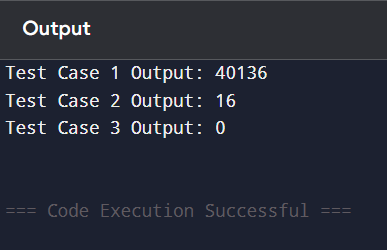 Output
Test Case 1 Output: 40136
Test Case 2 Output: 16
Test Case 3 Output: 0
=== Code Execution Successful ===